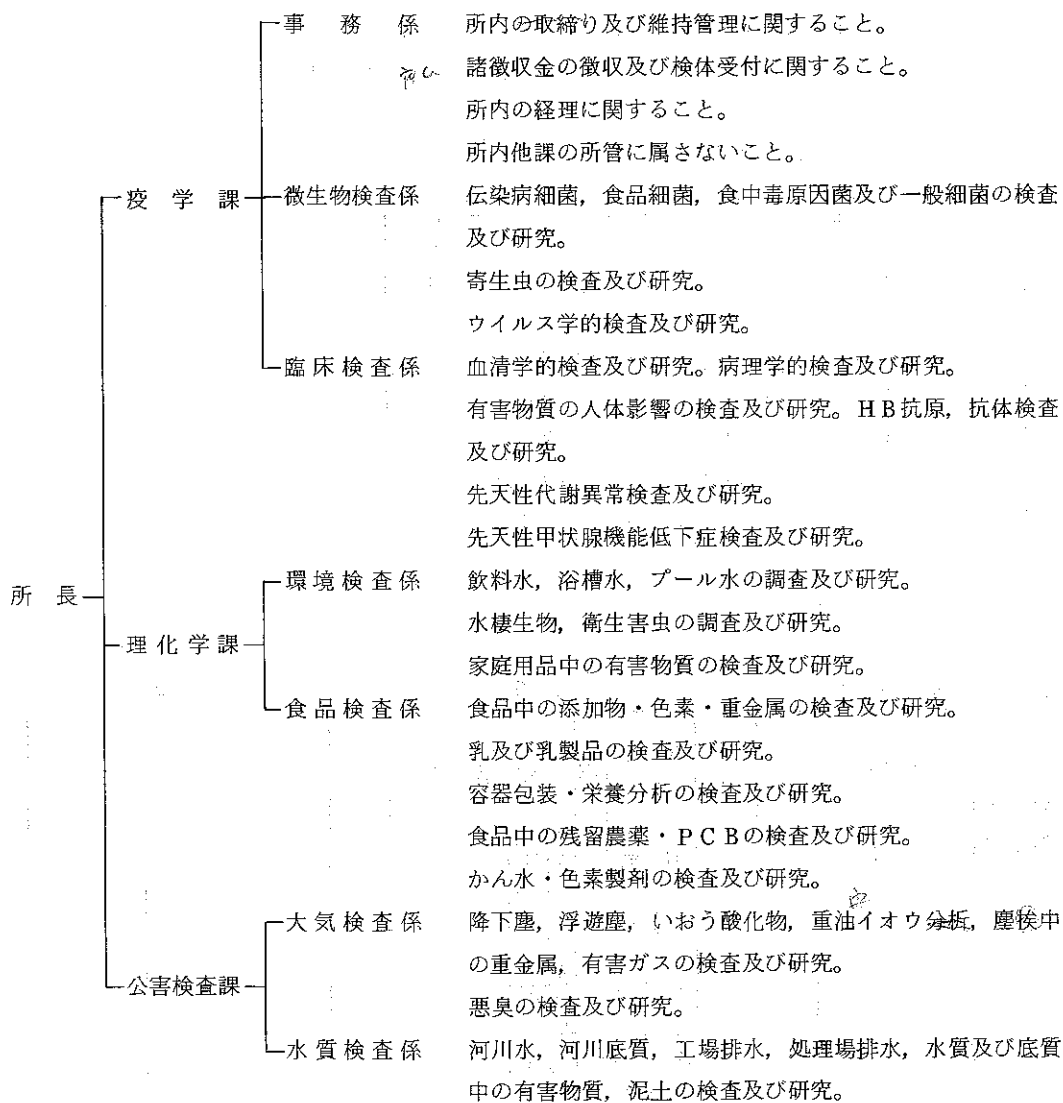 事務係 所内の取締り及び維持管理に関すること。
諸徴収金の徴収及び検体受付に関すること。
所内の経理に関すること。
所内他課の所管に属さないこと。
疫学課 微生物検査係 伝染病細菌，食品細菌，食中毒原因菌及び一般細菌の検査
及び研究。
寄生虫の検査及び研究。
ウイルス学的検査及び研究。
臨床検査係 血清学的検査及び研究。病理学的検査及び研究。
有害物質の人体影響の検査及び研究。HB抗原，抗体検査
及び研究。
先天性代謝異常検査及び研究。
先天性甲状腺機能低下症検査及び研究。
所長 環境検査係 飲料水，浴槽水，プール水の調査及び研究。
水棲生物，衛生害虫の調査及び研究。
理化学課 家庭用品中の有害物質の検査及び研究。
食品検査係 食品中の添加物・色素・重金属の検査及び研究。
乳及び乳製品の検査及び研究。
容器包装・栄養分析の検査及び研究。
食品中の残留農薬・PCBの検査及び研究。
かん水・色素製剤の検査及び研究。
大気検査係 降下塵，浮遊塵，いおう酸化物，重油イオウ分析，塵埃中
の重金属，有害ガスの検査及び研究。
公害検査課 悪臭の検査及び研究。
水質検査係 河川水，河川底質，工場排水，処理場排水，水質及び底質
中の有害物質，泥土の検査及び研究。